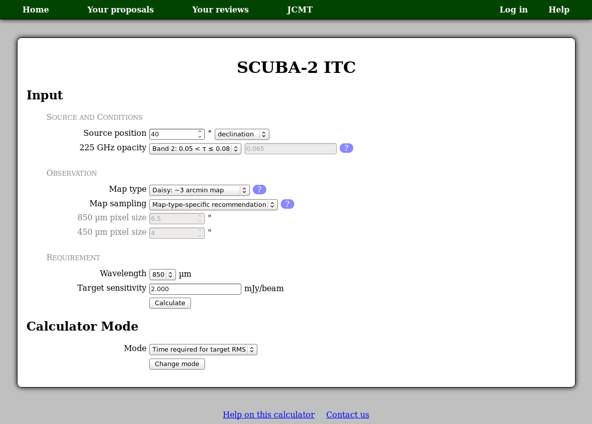 Home Your proposals Your reviews JCMT Log in Help
SCUBA-2 ITC
Input
SOURCE AND CONDITIONS
Source position 40 ° declination
225 GHz opacity Band 2: 0.05 < τ ≤ 0.08 0.065 ?
OBSERVATION
Map type Daisy: ~3 arcmin map ?
Map sampling Map-type-specific recommendation ?
850 µm pixel size 6.5 "
450 µm pixel size 4 "
REQUIREMENT
Wavelength 850 µm
Target sensitivity 2.000 mJy/beam
Calculate
Calculator Mode
Mode Time required for target RMS
Change mode
Help on this calculator Contact us